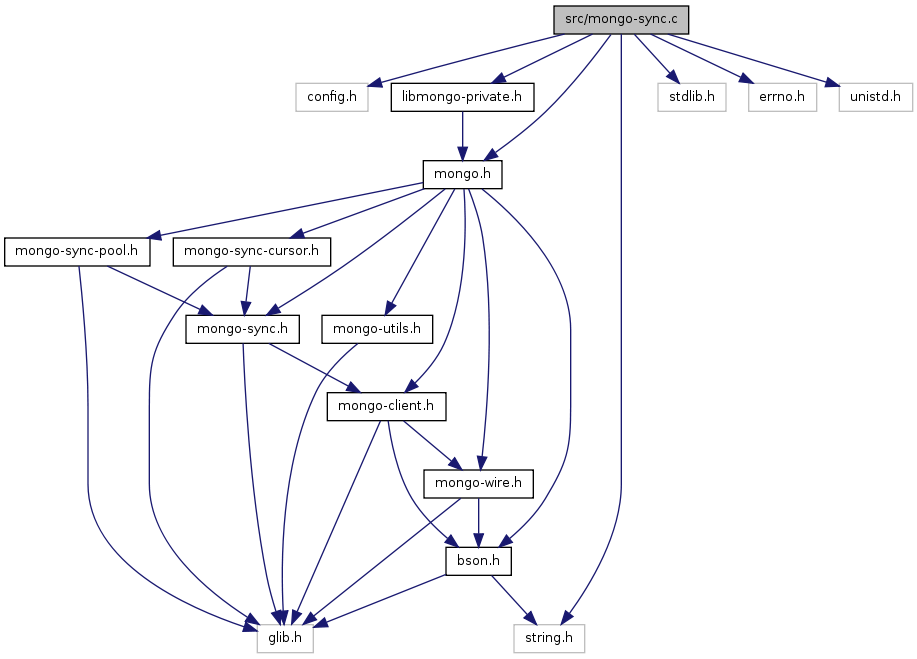 src/mongo-sync.c
config.h
libmongo-private.h
stdlib.h
errno.h
unistd.h
mongo.h
mongo-sync-pool.h
mongo-sync-cursor.h
mongo-sync.h
mongo-utils.h
mongo-client.h
mongo-wire.h
bson.h
glib.h
string.h